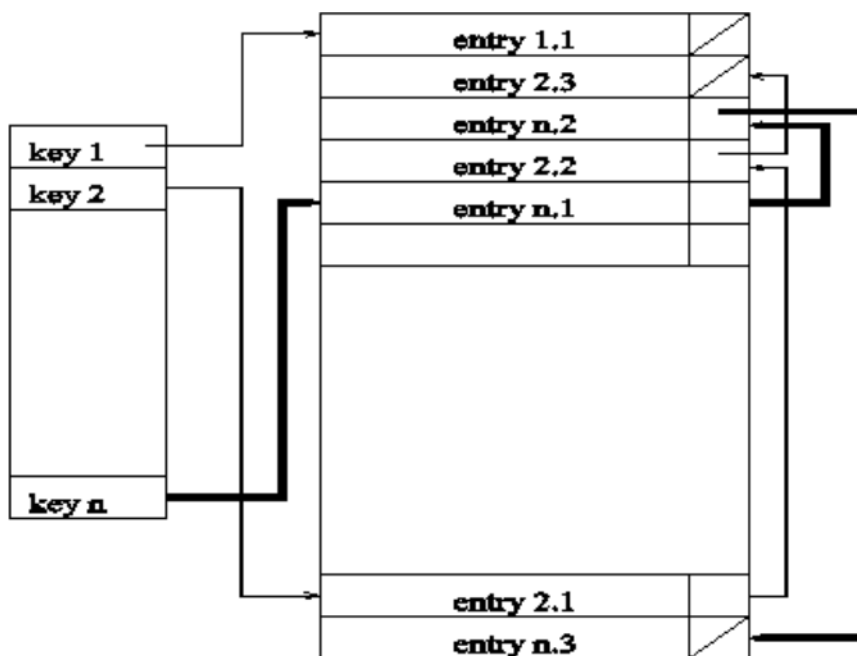 key 1
key 2
key n
entry 1.1
entry 2.3
entry n.2
entry 2.2
entry n.1
entry 2.1
entry n.3